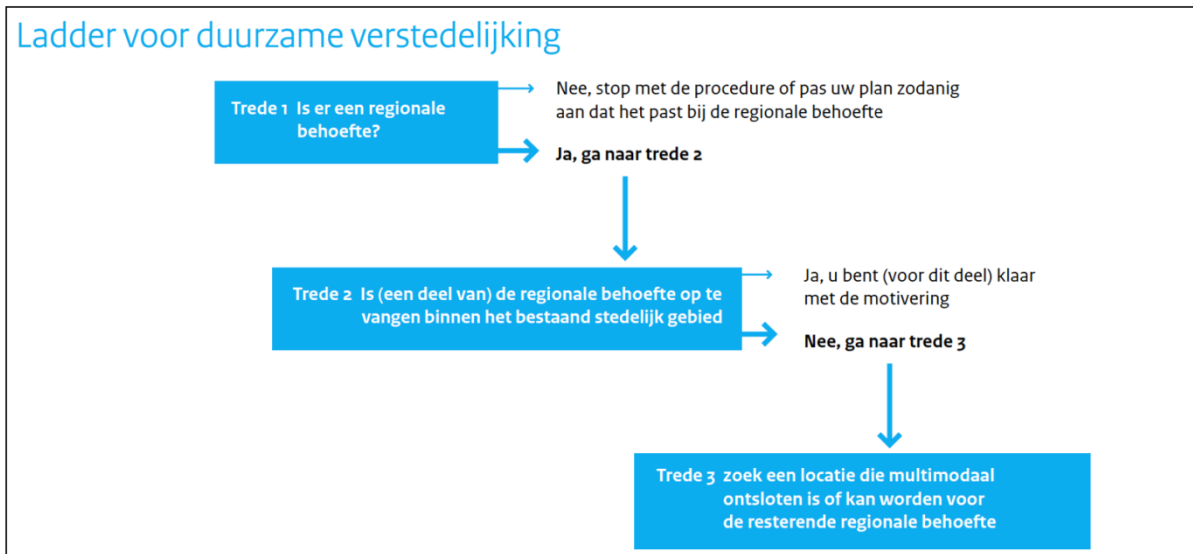 Ladder voor duurzame verstedelijking
Trede 1 Is er een regionale
behoefte?
Nee, stop met de procedure of pas uw plan zodanig
aan dat het past bij de regionale behoefte
Ja, ga naar trede 2
Trede 2 Is (een deel van) de regionale behoefte op te
vangen binnen het bestaand stedelijk gebied
Ja, u bent (voor dit deel) klaar
met de motivering
Nee, ga naar trede 3
Trede 3 zoek een locatie die multimodaal
ontsloten is of kan worden voor
de resterende regionale behoefte